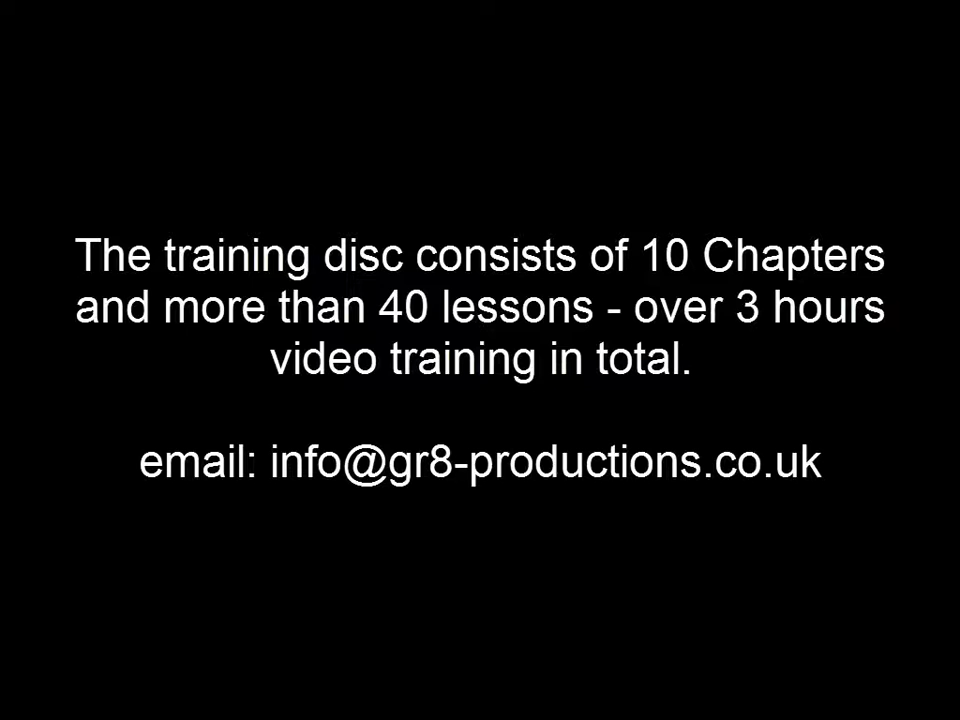 The training disc consists of 10 Chapters
and more than 40 lessons - over 3 hours
video training in total.
email: info@gr8-productions.co.uk